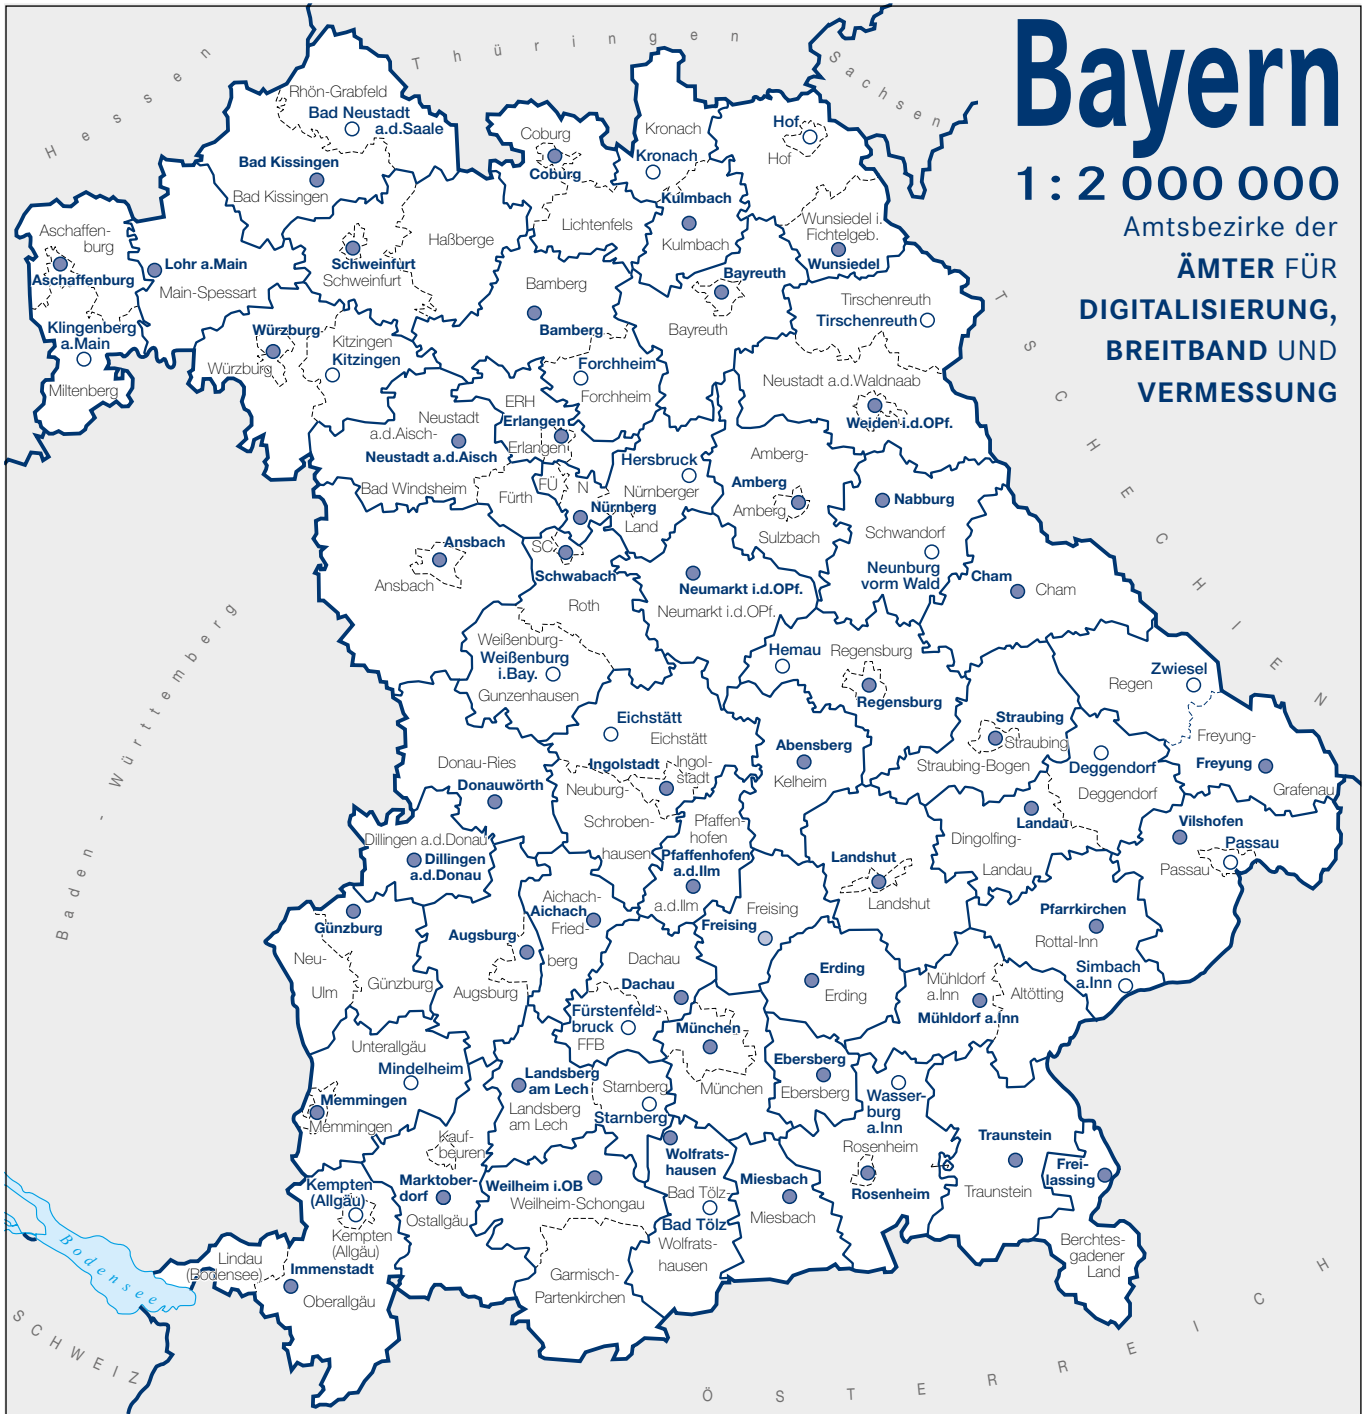 Bayern
1 : 2 000 000
Amtsbezirke der
ÄMTER FÜR
DIGITALISIERUNG,
BREITBAND UND
VERMESSUNG
Hessen
Thüringen
Sachsen
TSCHECHIEN
Baden - Württemberg
SCHWEIZ
ÖSTERREICH
Bodensee
Rhön-Grabfeld
Bad Neustadt
a.d.Saale
Bad Kissingen
Bad Kissingen
Coburg
Coburg
Kronach
Kronach
Hof
Hof
Kulmbach
Kulmbach
Lichtenfels
Wunsiedel i.
Fichtelgeb.
Wunsiedel
Aschaffen-
burg
Aschaffenburg
Lohr a.Main
Main-Spessart
Haßberge
Schweinfurt
Schweinfurt
Bamberg
Bamberg
Bayreuth
Bayreuth
Tirschenreuth
Tirschenreuth
Klingenberg
a.Main
Miltenberg
Würzburg
Würzburg
Kitzingen
Kitzingen
Forchheim
Forchheim
Neustadt a.d.Waldnaab
Weiden i.d.OPf.
ERH
Erlangen
Erlangen
Neustadt
a.d.Aisch-
Neustadt a.d.Aisch
Bad Windsheim
Hersbruck
Nürnberger
Land
Fürth
FÜ
N
Nürnberg
Amberg-
Amberg
Amberg
Sulzbach
Nabburg
Schwandorf
Neunburg
vorm Wald
Ansbach
Ansbach
SC
Schwabach
Roth
Neumarkt i.d.OPf.
Neumarkt i.d.OPf.
Cham
Cham
Weißenburg-
Weißenburg
i.Bay.
Gunzenhausen
Hemau
Regensburg
Regensburg
Zwiesel
Regen
Eichstätt
Eichstätt
Straubing
Straubing
Straubing-Bogen
Deggendorf
Deggendorf
Freyung-
Freyung
Grafenau
Donau-Ries
Donauwörth
Ingolstadt
Ingol-
stadt
Neuburg-
Schroben-
hausen
Abensberg
Kelheim
Pfaffen-
hofen
Pfaffenhofen
a.d.Ilm
a.d.Ilm
Landau
Dingolfing-
Landau
Vilshofen
Passau
Passau
Dillingen a.d.Donau
Dillingen
a.d.Donau
Landshut
Landshut
Günzburg
Neu-
Ulm
Günzburg
Augsburg
Augsburg
Aichach-
Aichach
Fried-
berg
Freising
Freising
Pfarrkirchen
Rottal-Inn
Simbach
a.Inn
Dachau
Dachau
Erding
Erding
Mühldorf
a.Inn
Mühldorf a.Inn
Altötting
Fürstenfeld-
bruck
FFB
München
München
Unterallgäu
Mindelheim
Memmingen
Memmingen
Landsberg
am Lech
Landsberg
am Lech
Starnberg
Starnberg
Ebersberg
Ebersberg
Wasser-
burg
a.Inn
Rosenheim
Rosenheim
Kauf-
beuren
Wolfrats-
hausen
Bad Tölz-
Bad Tölz
Wolfrats-
hausen
Miesbach
Miesbach
Traunstein
Traunstein
Frei-
lassing
Berchtes-
gadener
Land
Kempten
(Allgäu)
Kempten
(Allgäu)
Marktober-
dorf
Ostallgäu
Weilheim i.OB
Weilheim-Schongau
Garmisch-
Partenkirchen
Lindau
(Bodensee)
Immenstadt
Oberallgäu